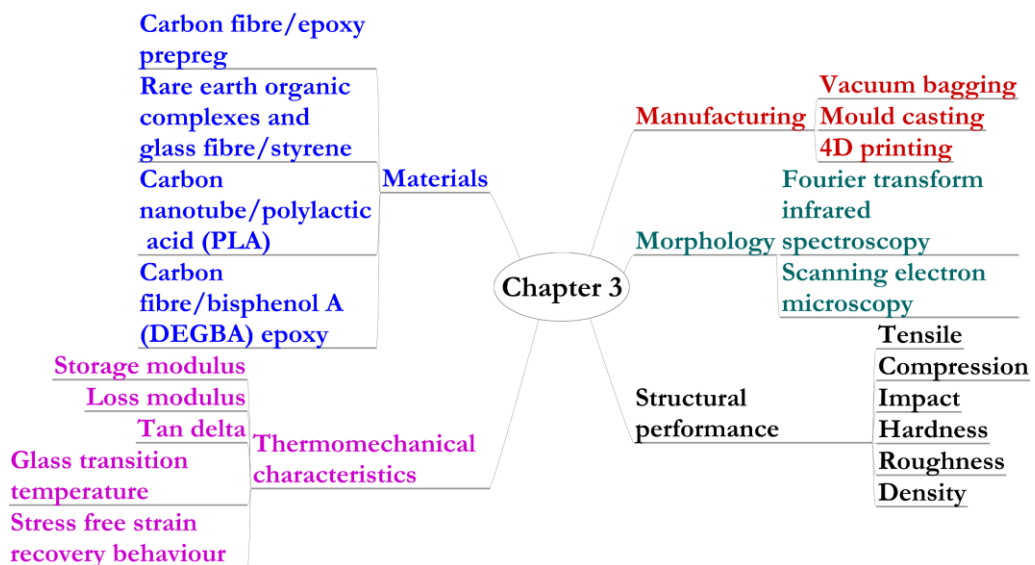 Carbon fibre/epoxy
prepreg
Rare earth organic
complexes and
glass fibre/styrene
Carbon
nanotube/polylactic
acid (PLA)
Carbon
fibre/bisphenol A
(DEGBA) epoxy
Materials
Storage modulus
Loss modulus
Tan delta
Glass transition
temperature
Stress free strain
recovery behaviour
Thermomechanical
characteristics
Chapter 3
Manufacturing
Vacuum bagging
Mould casting
4D printing
Morphology
Fourier transform
infrared
spectroscopy
Scanning electron
microscopy
Structural
performance
Tensile
Compression
Impact
Hardness
Roughness
Density